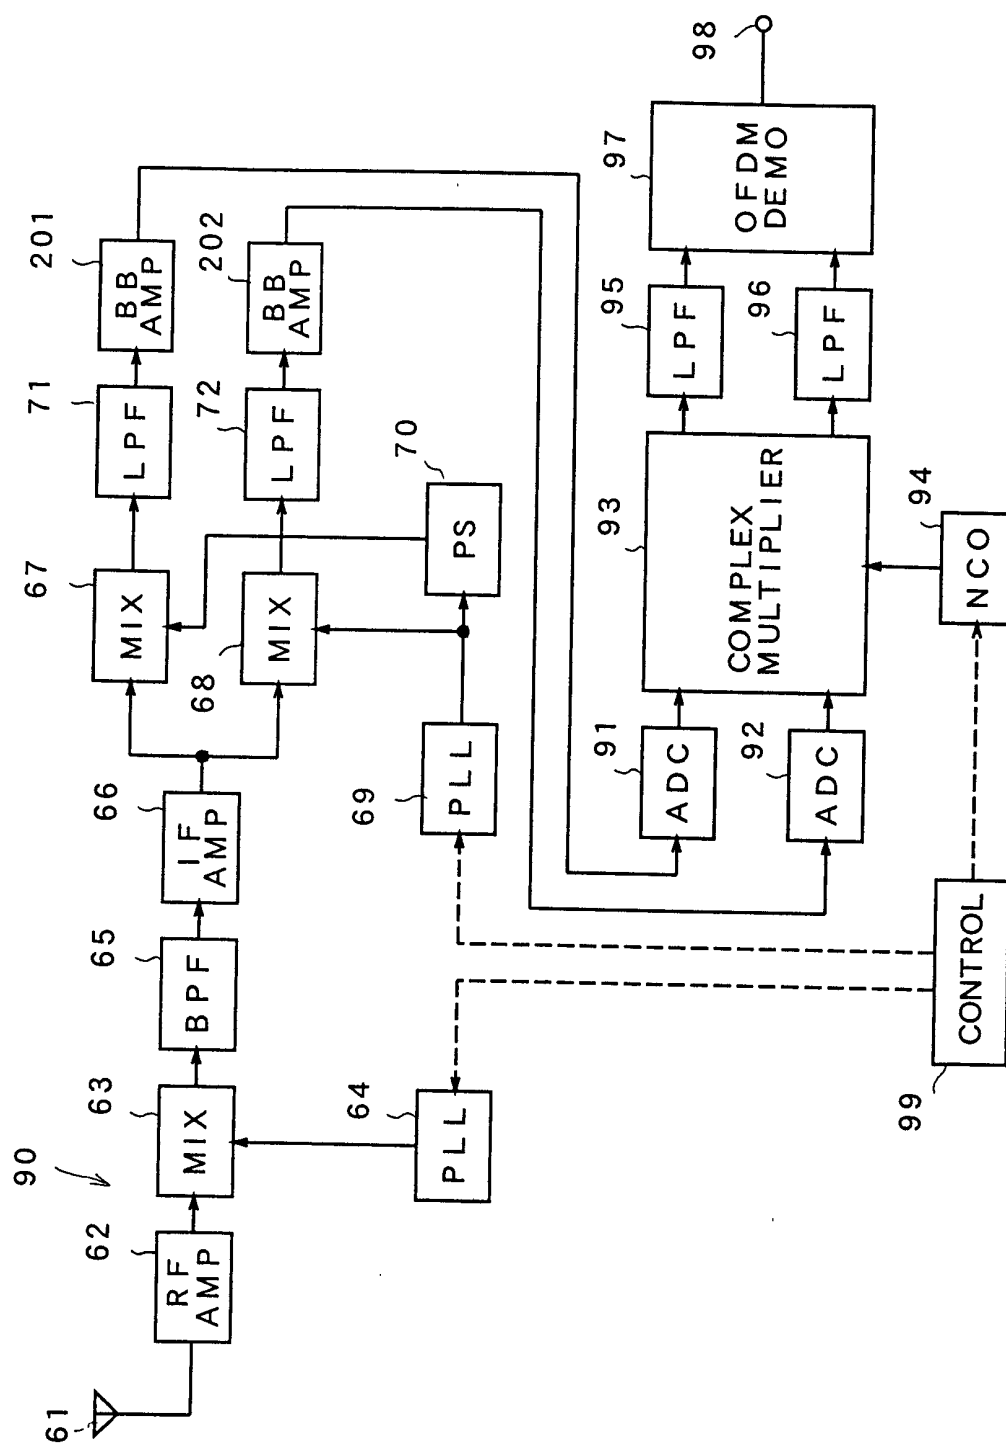 90
61
62
RF
AMP
63
MIX
65
BPF
66
IF
AMP
67
MIX
71
LPF
201
BB
AMP
68
MIX
72
LPF
202
BB
AMP
64
PLL
69
PLL
70
PS
91
ADC
92
ADC
93
COMPLEX
MULTIPLIER
95
LPF
96
LPF
97
OFDM
DEMO
98
99
CONTROL
94
NCO